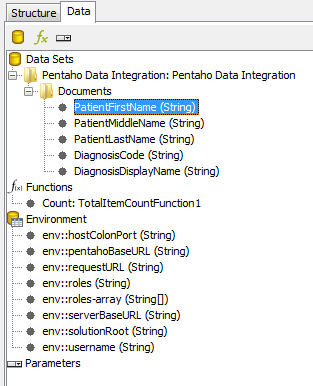 Structure Data
Data Sets
Pentaho Data Integration: Pentaho Data Integration
Documents
PatientFirstName (String)
PatientMiddleName (String)
PatientLastName (String)
DiagnosisCode (String)
DiagnosisDisplayName (String)
Functions
Count: TotalItemCountFunction1
Environment
env::hostColonPort (String)
env::pentahoBaseURL (String)
env::requestURL (String)
env::roles (String)
env::roles-array (String[])
env::serverBaseURL (String)
env::solutionRoot (String)
env::username (String)
Parameters